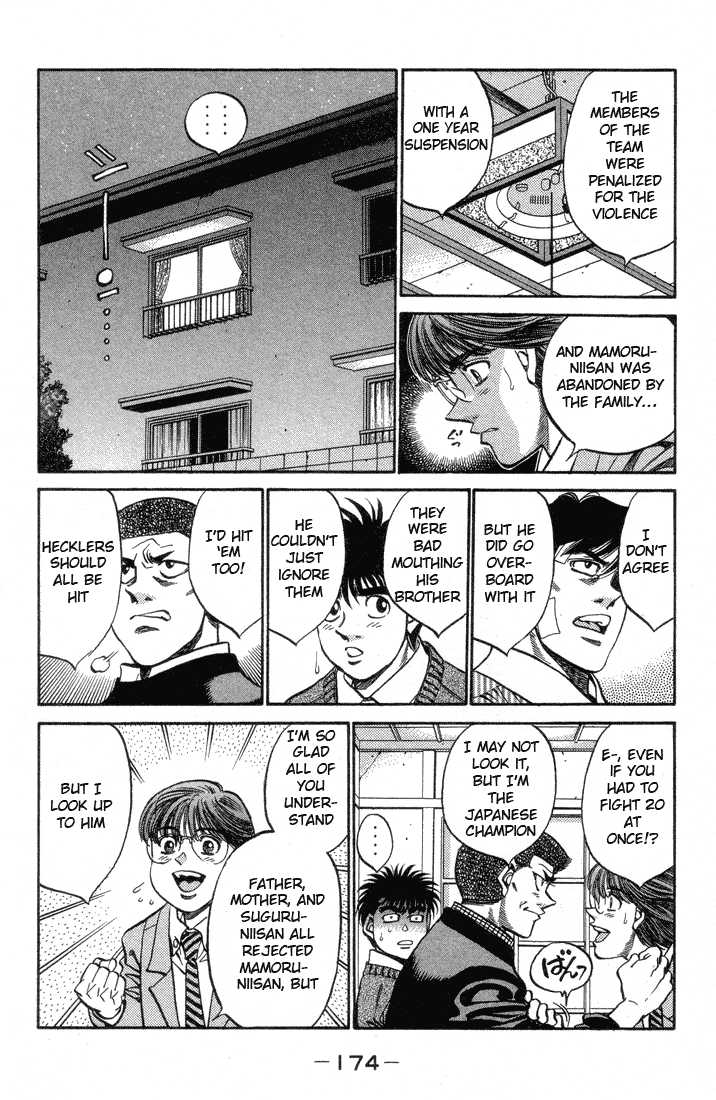 THE
MEMBERS
OF THE
TEAM
WERE
PENALIZED
FOR THE
VIOLENCE
WITH A
ONE YEAR
SUSPENSION
AND MAMORU-
NIISAN WAS
ABANDONED BY
THE FAMILY...
I
DON'T
AGREE
BUT HE
DID GO
OVER-
BOARD
WITH IT
THEY
WERE
BAD
MOUTHING
HIS
BROTHER
HE
COULDN'T
JUST
IGNORE
THEM
I'D HIT
'EM
TOO!
HECKLERS
SHOULD
ALL BE
HIT
E-, EVEN
IF YOU
HAD TO
FIGHT 20
AT
ONCE!?
I MAY NOT
LOOK IT,
BUT I'M
THE
JAPANESE
CHAMPION
ばんっ
I'M SO
GLAD
ALL OF
YOU
UNDER-
STAND
FATHER,
MOTHER, AND
SUGURU-
NIISAN ALL
REJECTED
MAMORU-
NIISAN, BUT
BUT I
LOOK UP
TO HIM
-174-